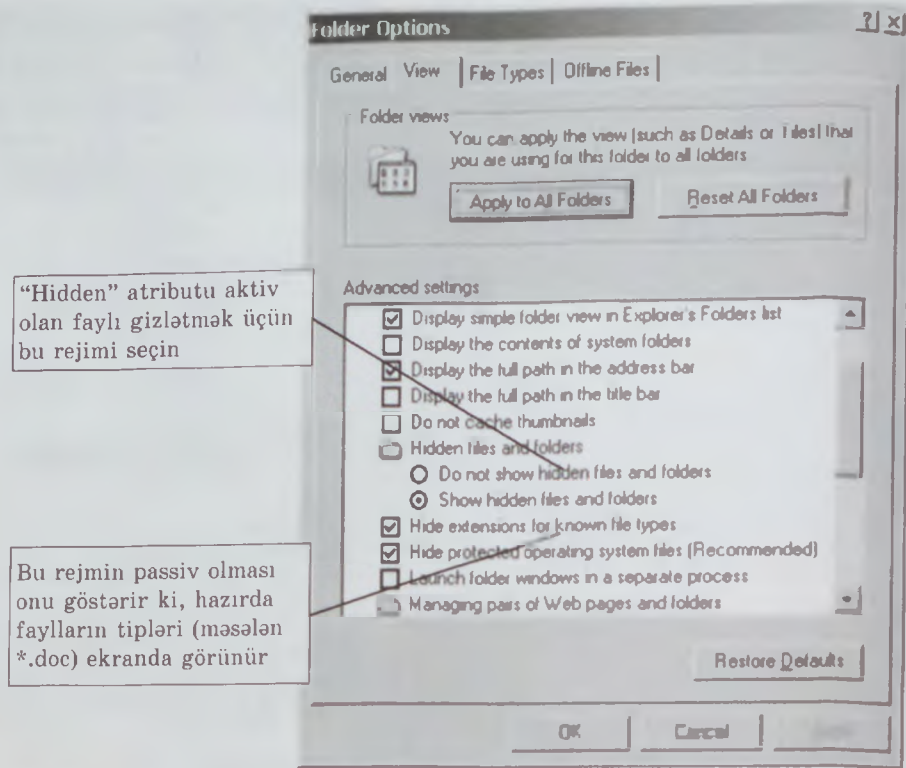 Folder Options
General View File Types Offline Files
Folder views
You can apply the view (such as Details or Tiles) that
you are using for this folder to all folders
Apply to All Folders Reset All Folders
Advanced settings
Display simple folder view in Explorer's Folders list
Display the contents of system folders
Display the full path in the address bar
Display the full path in the title bar
Do not cache thumbnails
Hidden files and folders
Do not show hidden files and folders
Show hidden files and folders
Hide extensions for known file types
Hide protected operating system files (Recommended)
Launch folder windows in a separate process
Managing pairs of Web pages and folders
Restore Defaults
OK Cancel
“Hidden” atributu aktiv
olan faylı gizlətmək üçün
bu rejimi seçin
Bu rejmin passiv olması
onu göstərir ki, hazırda
faylların tipləri (məsələn
*.doc) ekranda görünür